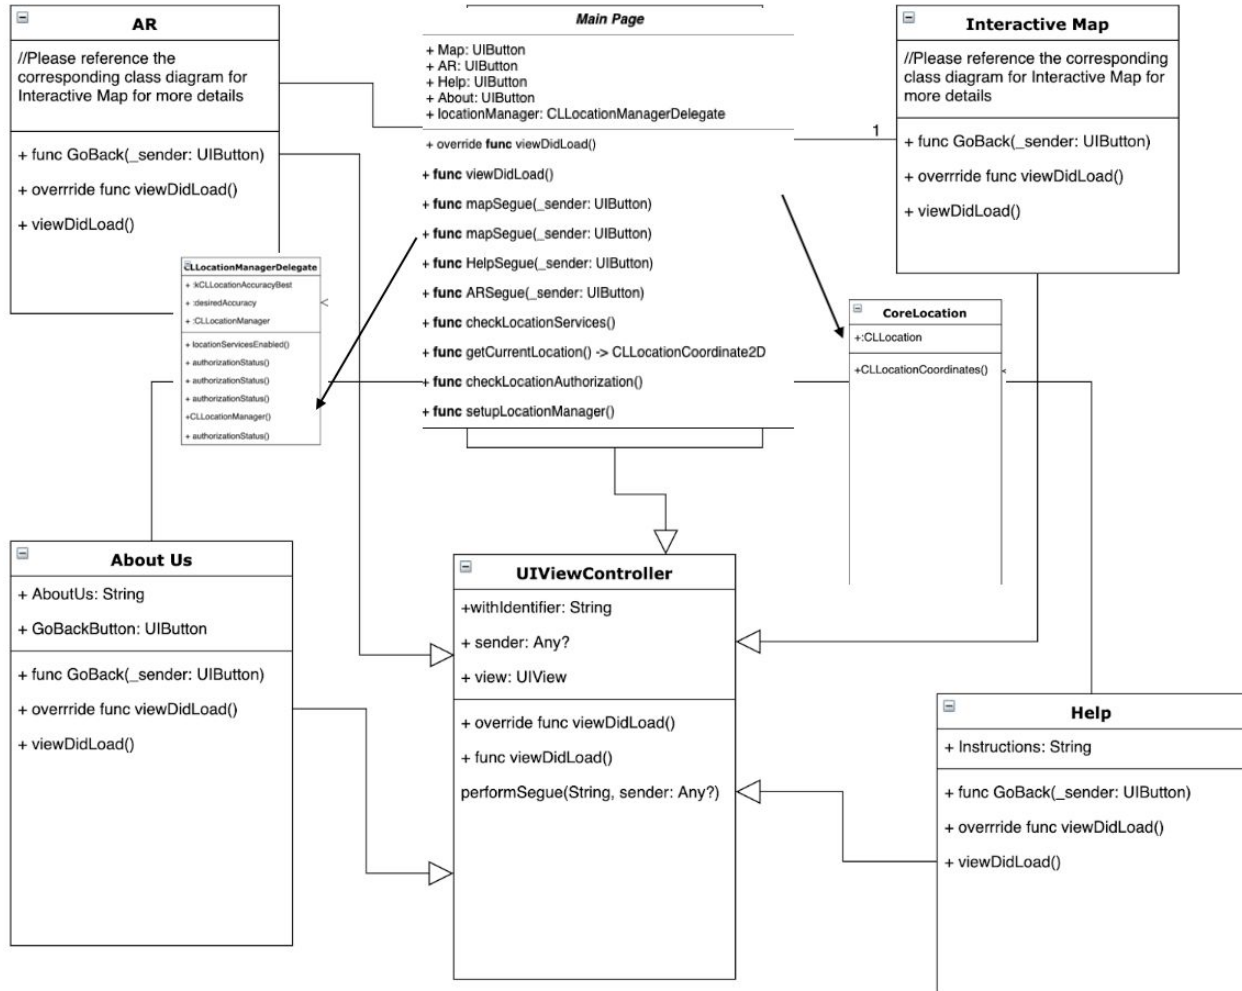 AR
//Please reference the
corresponding class diagram for
Interactive Map for more details
+ func GoBack(_sender: UIButton)
+ overrride func viewDidLoad()
+ viewDidLoad()
Main Page
+ Map: UIButton
+ AR: UIButton
+ Help: UIButton
+ About: UIButton
+ locationManager: CLLocationManagerDelegate
+ override func viewDidLoad()
+ func viewDidLoad()
+ func mapSegue(_sender: UIButton)
+ func mapSegue(_sender: UIButton)
+ func HelpSegue(_sender: UIButton)
+ func ARSegue(_sender: UIButton)
+ func checkLocationServices()
+ func getCurrentLocation() -> CLLocationCoordinate2D
+ func checkLocationAuthorization()
+ func setupLocationManager()
1
Interactive Map
//Please reference the corresponding
class diagram for Interactive Map for
more details
+ func GoBack(_sender: UIButton)
+ overrride func viewDidLoad()
+ viewDidLoad()
CLLocationManagerDelegate
+ :kCLLocationAccuracyBest
+ :desiredAccuracy
+ :CLLocationManager
+ locationServicesEnabled()
+ authorizationStatus()
+ authorizationStatus()
+ authorizationStatus()
+CLLocationManager()
+ authorizationStatus()
CoreLocation
+:CLLocation
+CLLocationCoordinates()
About Us
+ AboutUs: String
+ GoBackButton: UIButton
+ func GoBack(_sender: UIButton)
+ overrride func viewDidLoad()
+ viewDidLoad()
UIViewController
+withIdentifier: String
+ sender: Any?
+ view: UIView
+ override func viewDidLoad()
+ func viewDidLoad()
performSegue(String, sender: Any?)
Help
+ Instructions: String
+ func GoBack(_sender: UIButton)
+ overrride func viewDidLoad()
+ viewDidLoad()